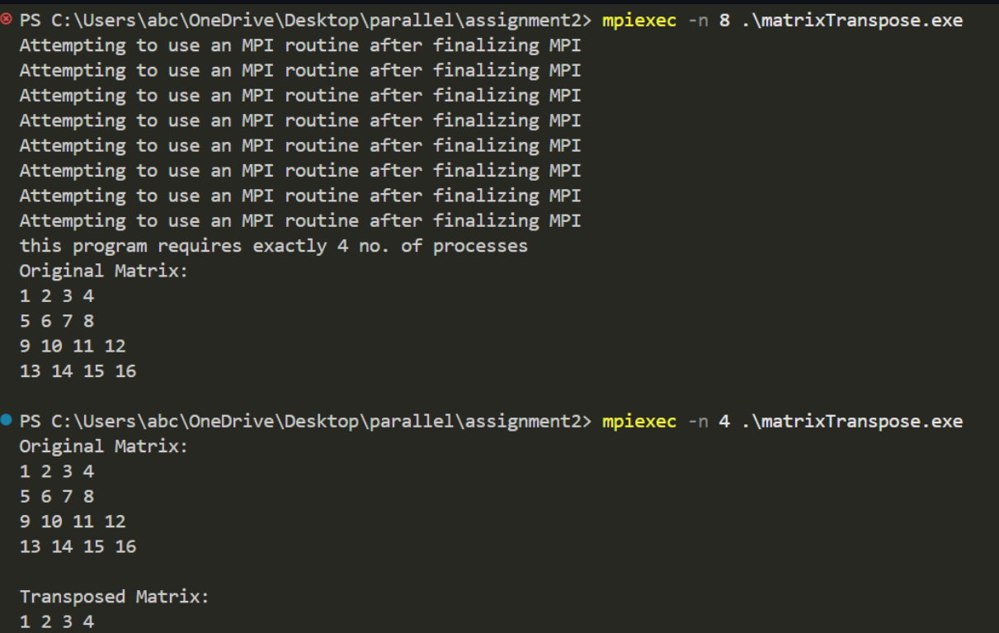 PS C:\Users\abc\OneDrive\Desktop\parallel\assignment2> mpiexec -n 8 .\matrixTranspose.exe
Attempting to use an MPI routine after finalizing MPI
Attempting to use an MPI routine after finalizing MPI
Attempting to use an MPI routine after finalizing MPI
Attempting to use an MPI routine after finalizing MPI
Attempting to use an MPI routine after finalizing MPI
Attempting to use an MPI routine after finalizing MPI
Attempting to use an MPI routine after finalizing MPI
Attempting to use an MPI routine after finalizing MPI
this program requires exactly 4 no. of processes
Original Matrix:
1 2 3 4
5 6 7 8
9 10 11 12
13 14 15 16
PS C:\Users\abc\OneDrive\Desktop\parallel\assignment2> mpiexec -n 4 .\matrixTranspose.exe
Original Matrix:
1 2 3 4
5 6 7 8
9 10 11 12
13 14 15 16
Transposed Matrix:
1 2 3 4